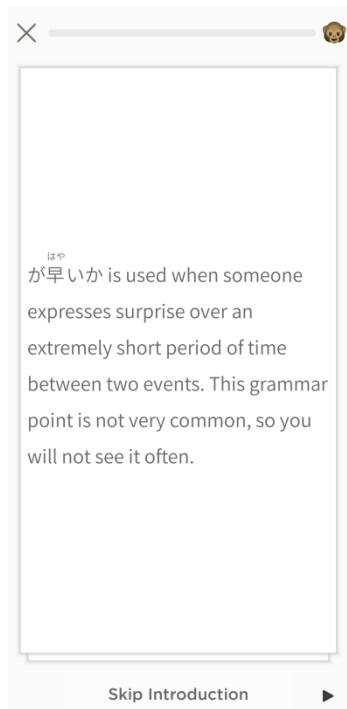 はや
が早いか is used when someone
expresses surprise over an
extremely short period of time
between two events. This grammar
point is not very common, so you
will not see it often.
Skip Introduction